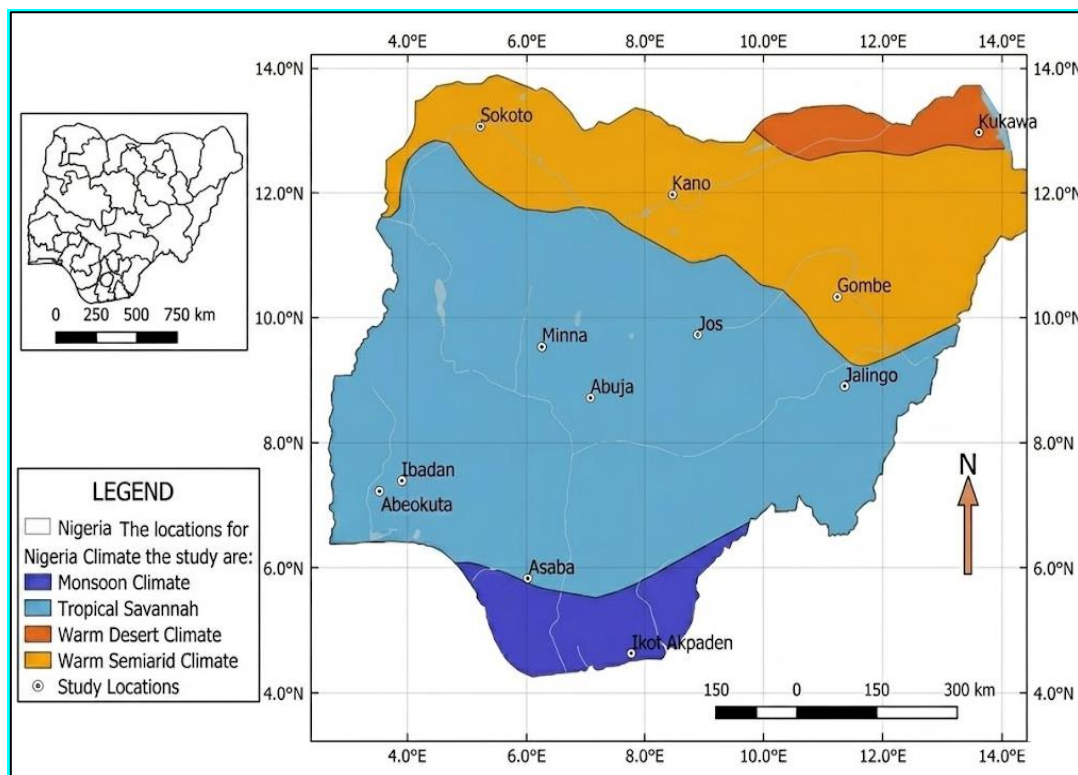 4.0°E 6.0°E 8.0°E 10.0°E 12.0°E 14.0°E
14.0°N 14.0°N
Sokoto
Kukawa
Kano
12.0°N 12.0°N
0 250 500 750 km
Gombe
10.0°N 10.0°N
Minna
Jos
Abuja
Jalingo
8.0°N 8.0°N
Ibadan
Abeokuta
N
6.0°N 6.0°N
Asaba
Ikot Akpaden
150 0 150 300 km
4.0°N 4.0°N
4.0°E 6.0°E 8.0°E 10.0°E 12.0°E 14.0°E
LEGEND
Nigeria The locations for
Nigeria Climate the study are:
Monsoon Climate
Tropical Savannah
Warm Desert Climate
Warm Semiarid Climate
Study Locations